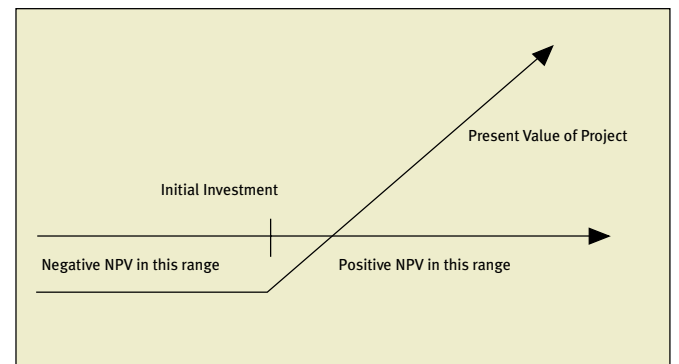 Present Value of Project
Initial Investment
Negative NPV in this range
Positive NPV in this range